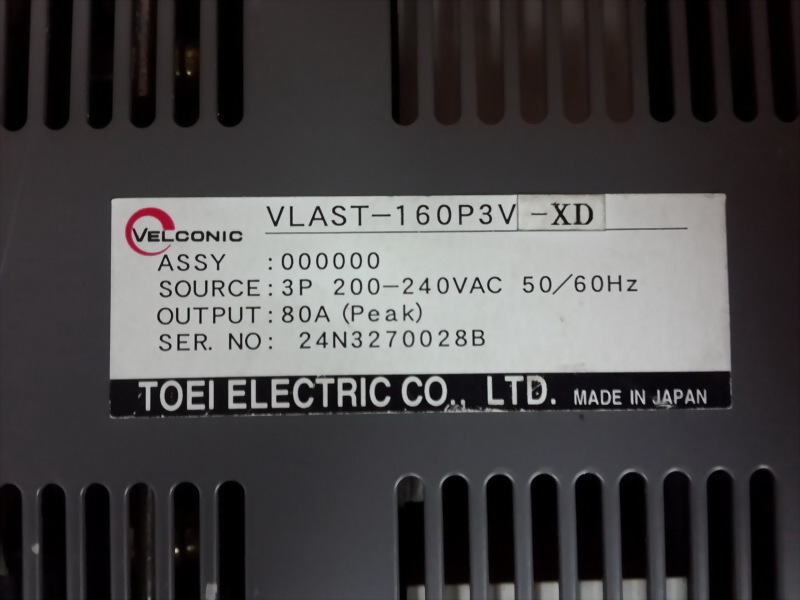 VELCONIC
VLAST-160P3V -XD
ASSY :000000
SOURCE:3P 200-240VAC 50/60Hz
OUTPUT:80A (Peak)
SER. NO: 24N3270028B
TOEI ELECTRIC CO., LTD. MADE IN JAPAN